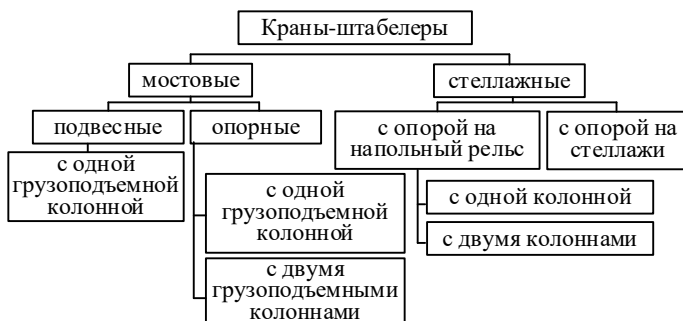 Краны-штабелеры
мостовые
стеллажные
подвесные
опорные
с опорой на
напольный рельс
с опорой на
стеллажи
с одной
грузоподъемной
колонной
с одной
грузоподъемной
колонной
с двумя
грузоподъемными
колоннами
с одной колонной
с двумя колоннами